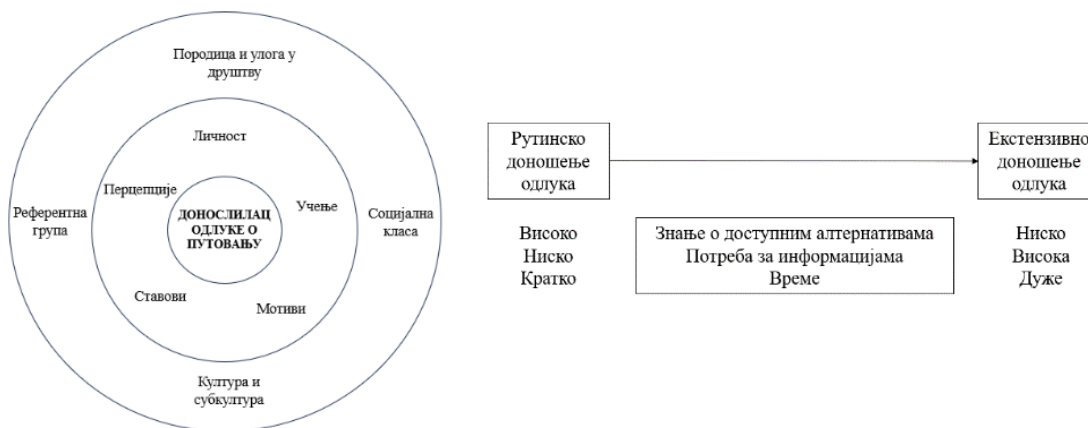 Породица и улога у
друштву
Личност
Перцепције
Учење
Референтна
група
ДОНОСЛИЛАЦ
ОДЛУКЕ О
ПУТОВАЊУ
Социјална
класа
Ставови
Мотиви
Култура и
субкултура
Рутинско
доношење
одлука
Екстензивно
доношење
одлука
Високо
Ниско
Кратко
Знање о доступним алтернативама
Потреба за информацијама
Време
Ниско
Висока
Дуже